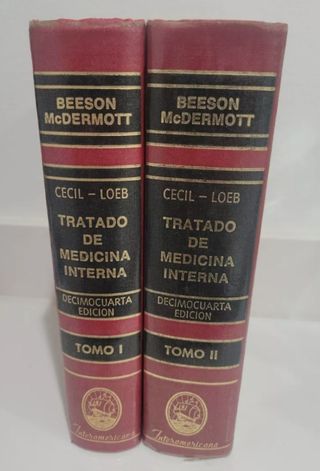 BEESON
McDERMOTT
CECIL - LOEB
TRATADO
DE
MEDICINA
INTERNA
DECIMOCUARTA
EDICION
TOMO I
Interamericana
BEESON
McDERMOTT
CECIL - LOEB
TRATADO
DE
MEDICINA
INTERNA
DECIMOCUARTA
EDICION
TOMO II
Interamericana